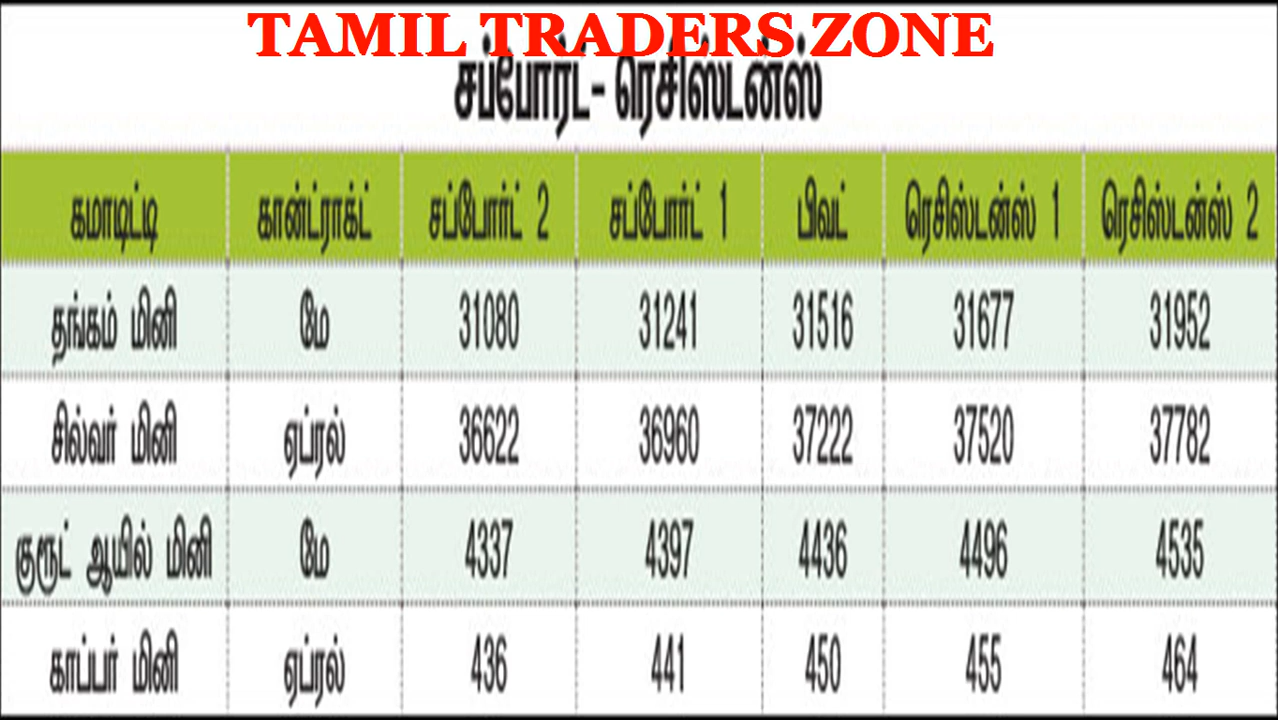 TAMIL TRADERS ZONE
சப்போர்ட்- ரெசிஸ்டன்ஸ்
கமாடிட்டி காண்ட்ராக்ட் சப்போர்ட் 2 சப்போர்ட் 1 பிவட் ரெசிஸ்டன்ஸ் 1 ரெசிஸ்டன்ஸ் 2
தங்கம் மினி மே 31080 31241 31516 31677 31952
சில்வர் மினி ஏப்ரல் 36622 36960 37222 37520 37782
குரூட் ஆயில் மினி மே 4337 4397 4436 4496 4535
காப்பர் மினி ஏப்ரல் 436 441 450 455 464